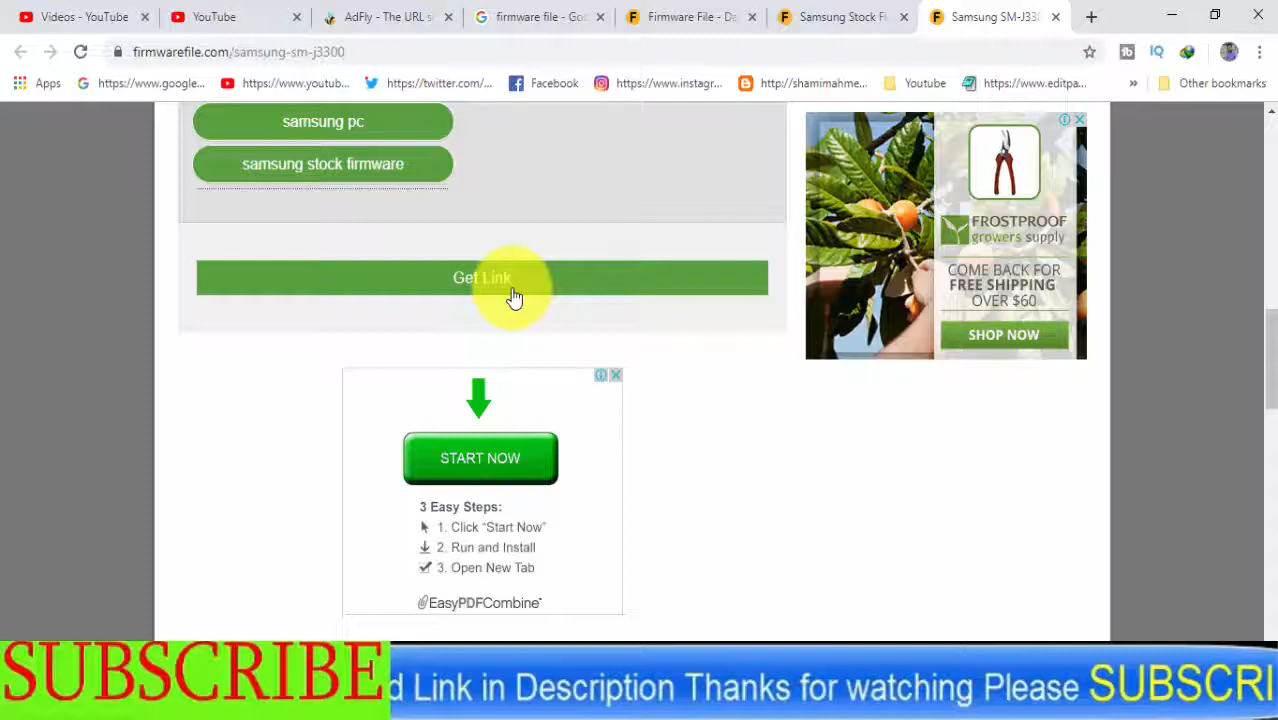 Videos - YouTube
YouTube
AdFly - The URL s
firmware file - Goo
Firmware File - D
Samsung Stock Fi
Samsung SM-J330
firmwarefile.com/samsung-sm-j3300
Apps
https://www.google...
https://www.youtub...
https://twitter.com/...
Facebook
https://www.instagr...
http://shamimahme...
Youtube
https://www.editpa...
Other bookmarks
samsung pc
samsung stock firmware
Get Link
FROSTPROOF
growers supply
COME BACK FOR
FREE SHIPPING
OVER $60
SHOP NOW
START NOW
3 Easy Steps:
1. Click “Start Now”
2. Run and Install
3. Open New Tab
EasyPDFCombine™
SUBSCRIBE
d Link in Description Thanks for watching Please SUBSCRI